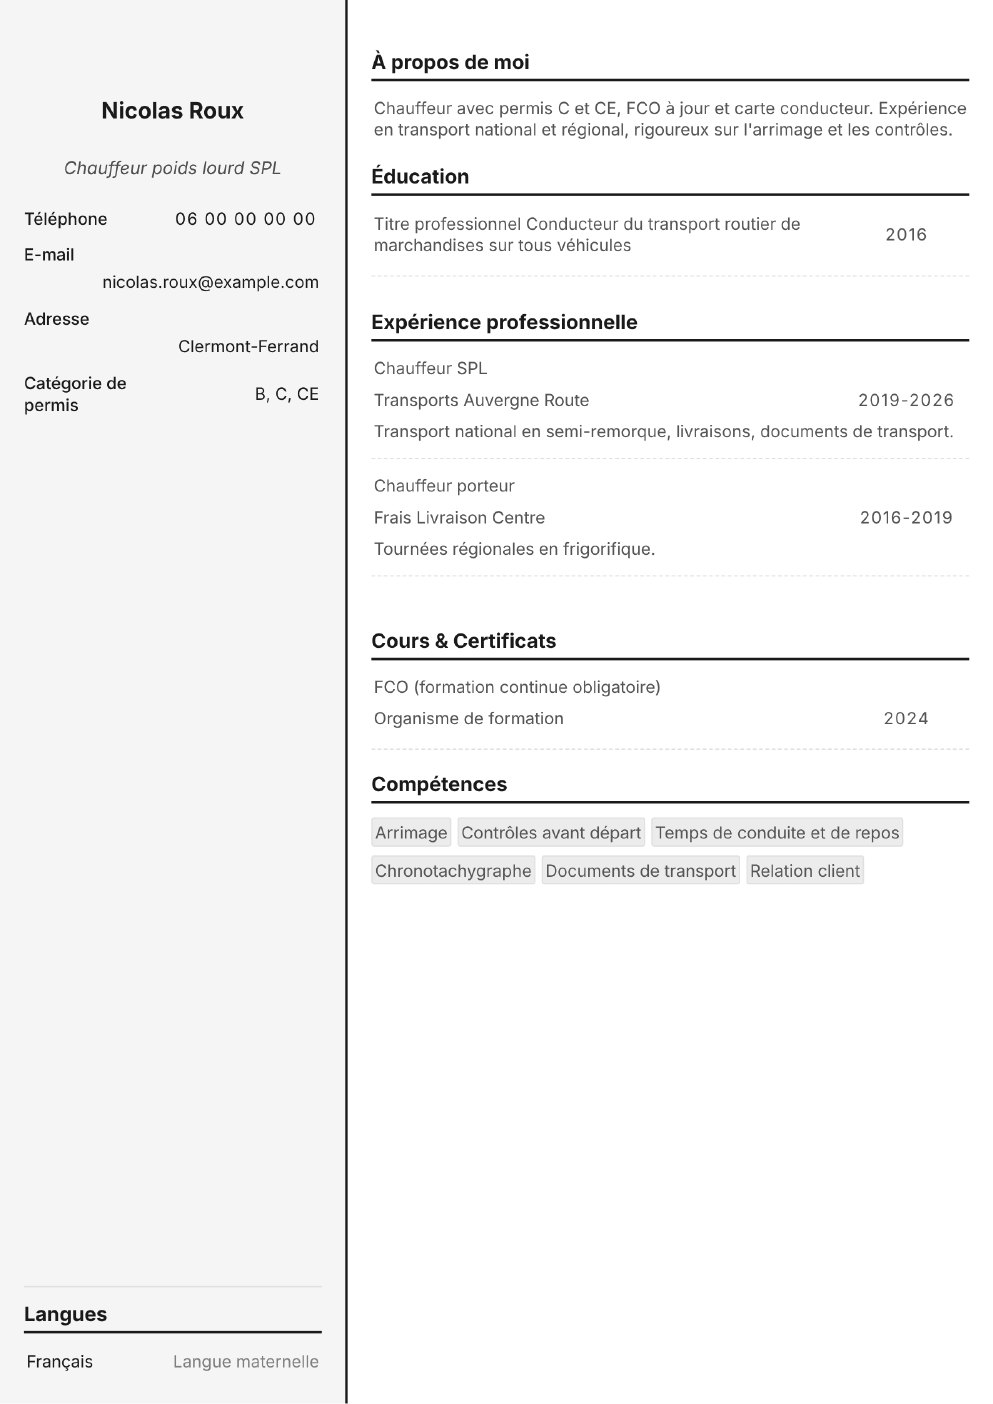 Nicolas Roux
Chauffeur poids lourd SPL
Téléphone 06 00 00 00 00
E-mail
nicolas.roux@example.com
Adresse
Clermont-Ferrand
Catégorie de
permis
B, C, CE
Langues
Français Langue maternelle
À propos de moi
Chauffeur avec permis C et CE, FCO à jour et carte conducteur. Expérience
en transport national et régional, rigoureux sur l'arrimage et les contrôles.
Éducation
Titre professionnel Conducteur du transport routier de
marchandises sur tous véhicules
2016
Expérience professionnelle
Chauffeur SPL
Transports Auvergne Route 2019-2026
Transport national en semi-remorque, livraisons, documents de transport.
Chauffeur porteur
Frais Livraison Centre 2016-2019
Tournées régionales en frigorifique.
Cours & Certificats
FCO (formation continue obligatoire)
Organisme de formation 2024
Compétences
Arrimage Contrôles avant départ Temps de conduite et de repos
Chronotachygraphe Documents de transport Relation client